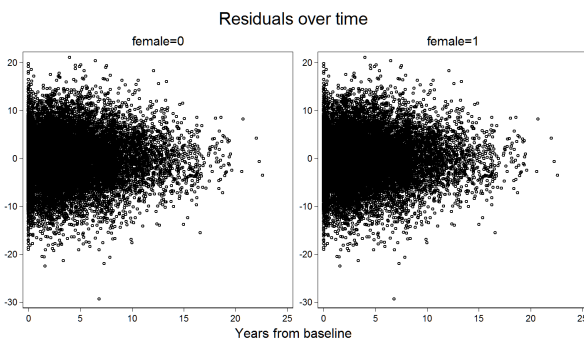 Residuals over time
female=0 female=1
20 20
10 10
0 0
-10 -10
-20 -20
-30 -30
0 5 10 15 20 25 0 5 10 15 20 25
Years from baseline